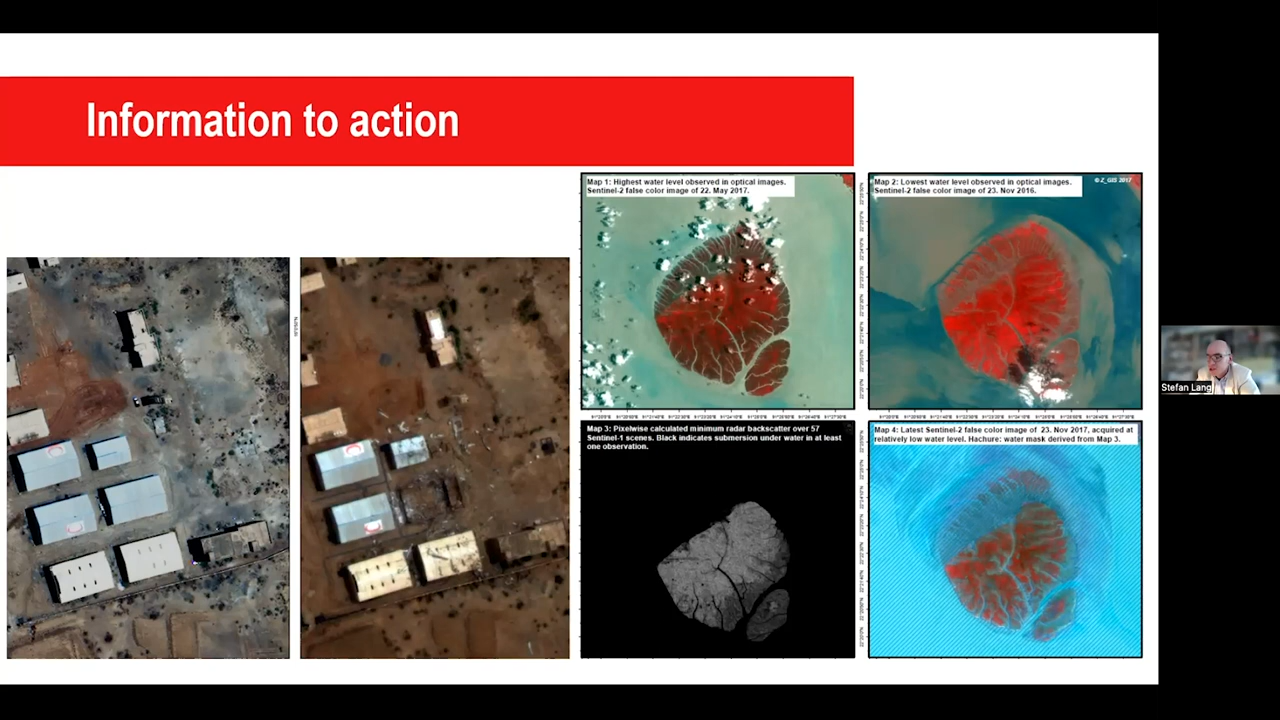 Information to action
Map 1: Highest water level observed in optical images.
Sentinel-2 false color image of 22. May 2017.
Map 2: Lowest water level observed in optical images.
Sentinel-2 false color image of 23. Nov 2016.
© Z_GIS 2017
Map 3: Pixelwise calculated minimum radar backscatter over 57
Sentinel-1 scenes. Black indicates submersion under water in at least
one observation.
Map 4: Latest Sentinel-2 false color image of 23. Nov 2017, acquired at
relatively low water level. Hachure: water mask derived from Map 3.
Stefan Lang